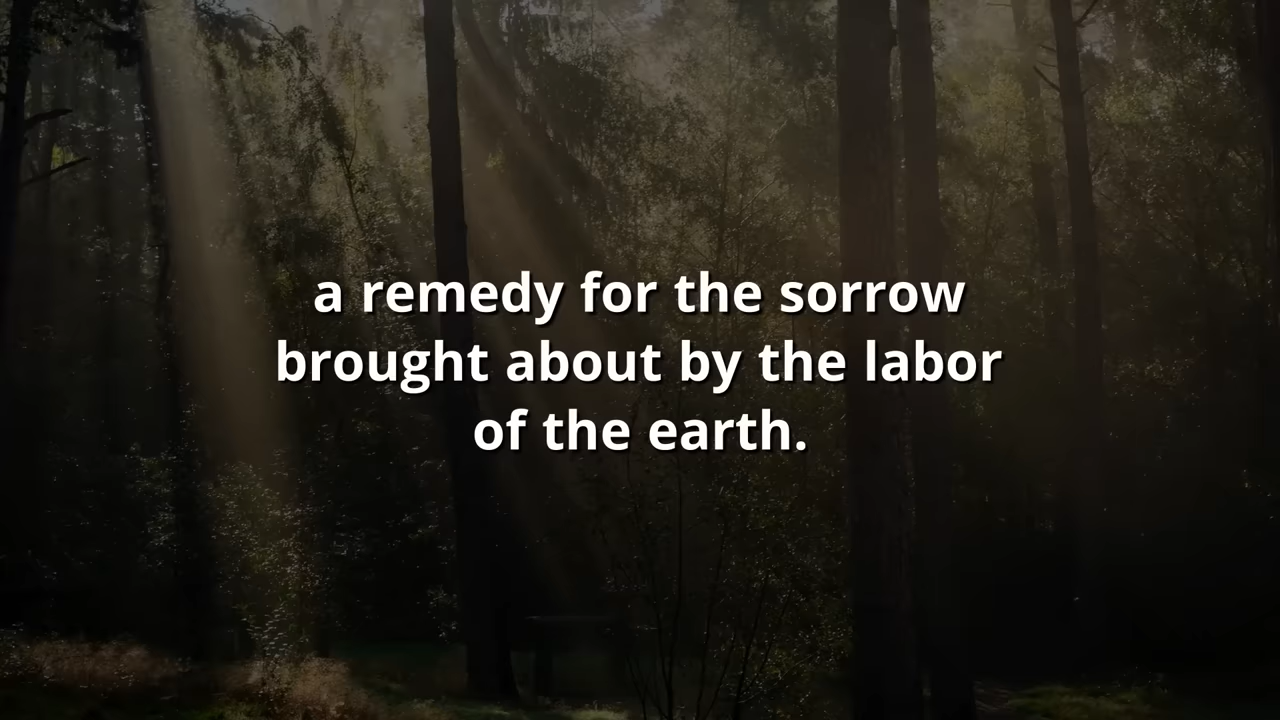 a remedy for the sorrow
brought about by the labor
of the earth.